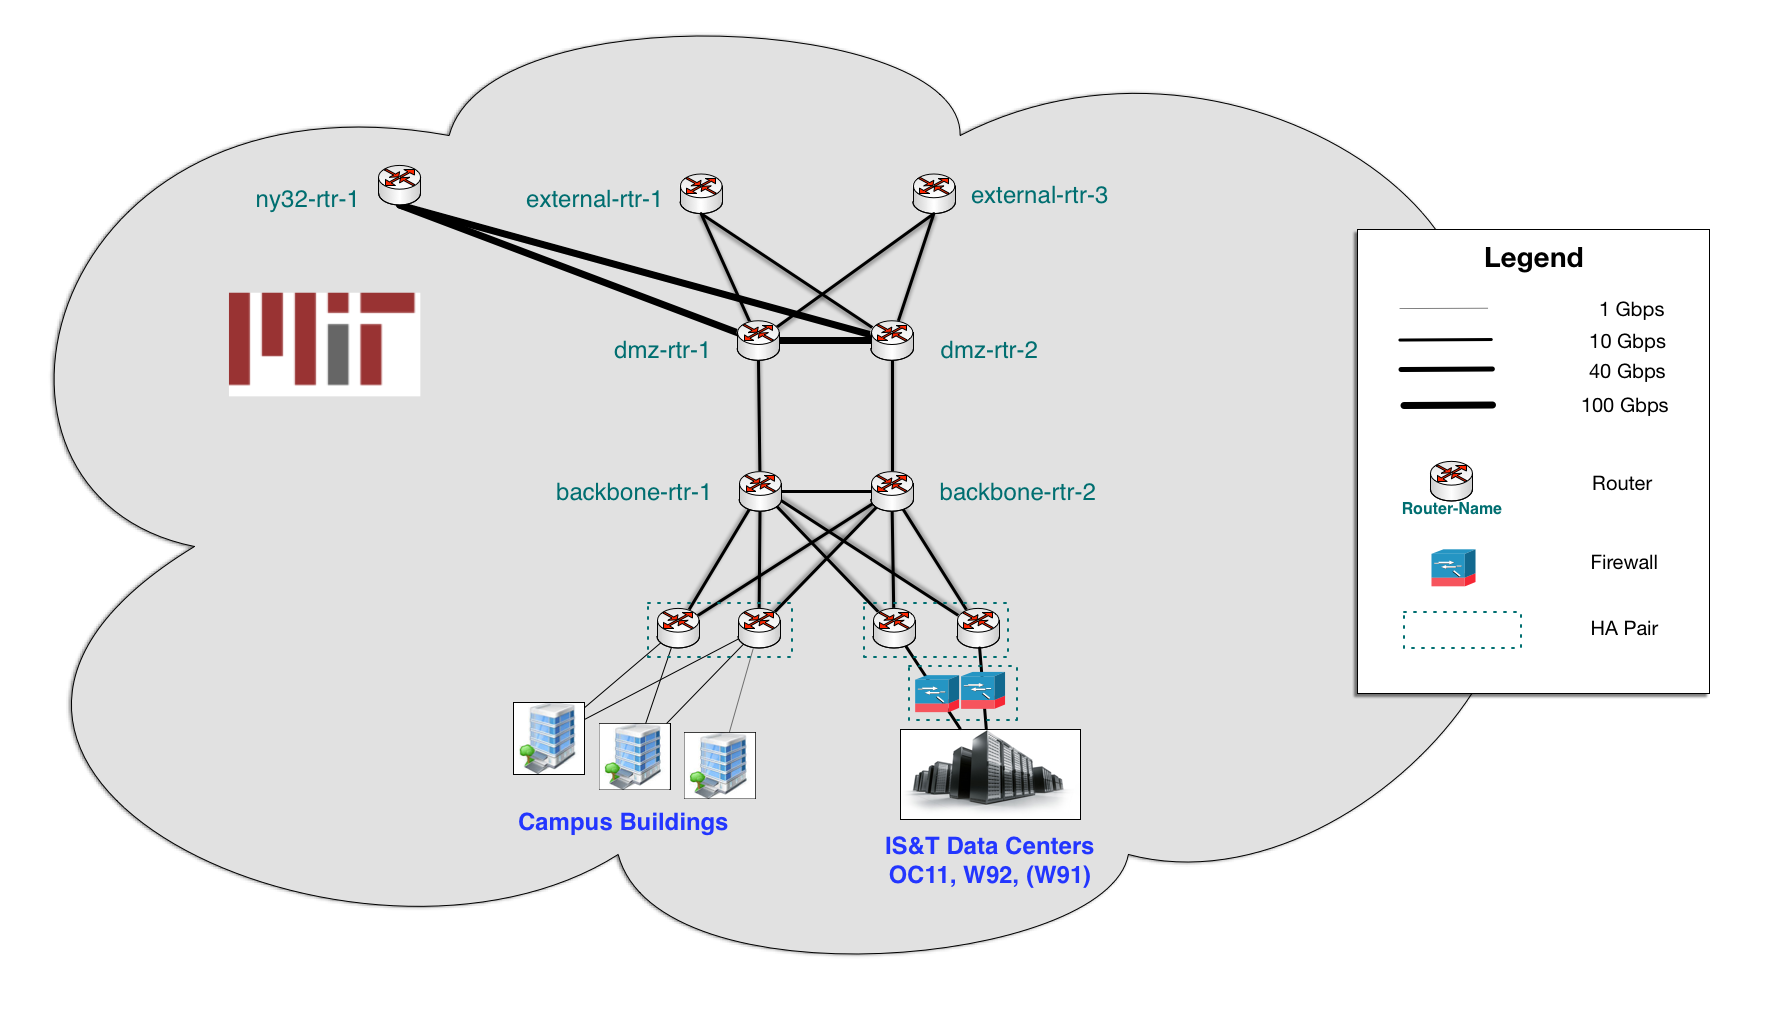 ny32-rtr-1
external-rtr-1
external-rtr-3
MIT
dmz-rtr-1
dmz-rtr-2
backbone-rtr-1
backbone-rtr-2
Campus Buildings
IS&T Data Centers
OC11, W92, (W91)
Legend
1 Gbps
10 Gbps
40 Gbps
100 Gbps
Router
Router-Name
Firewall
HA Pair